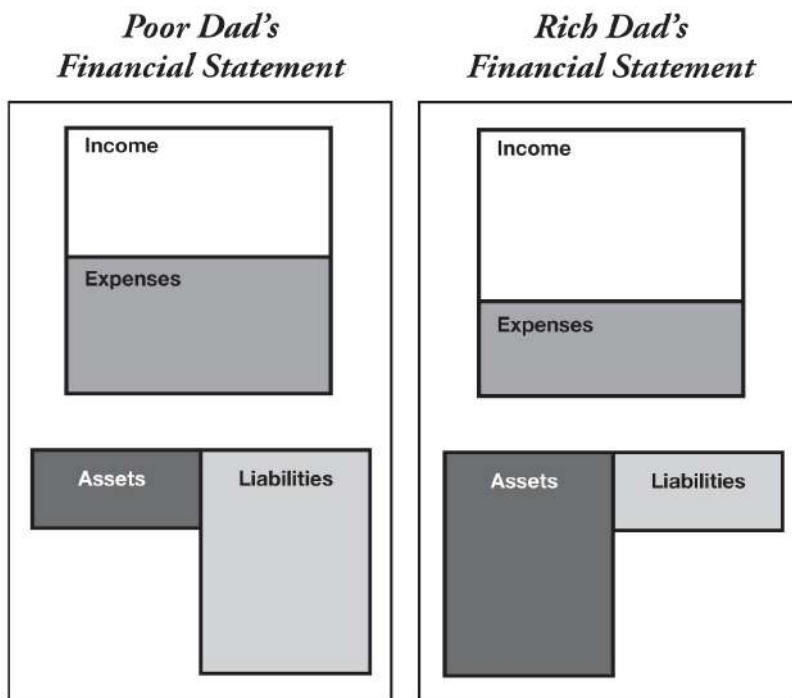 Poor Dad's
Financial Statement
Income
Expenses
Assets
Liabilities
Rich Dad's
Financial Statement
Income
Expenses
Assets
Liabilities